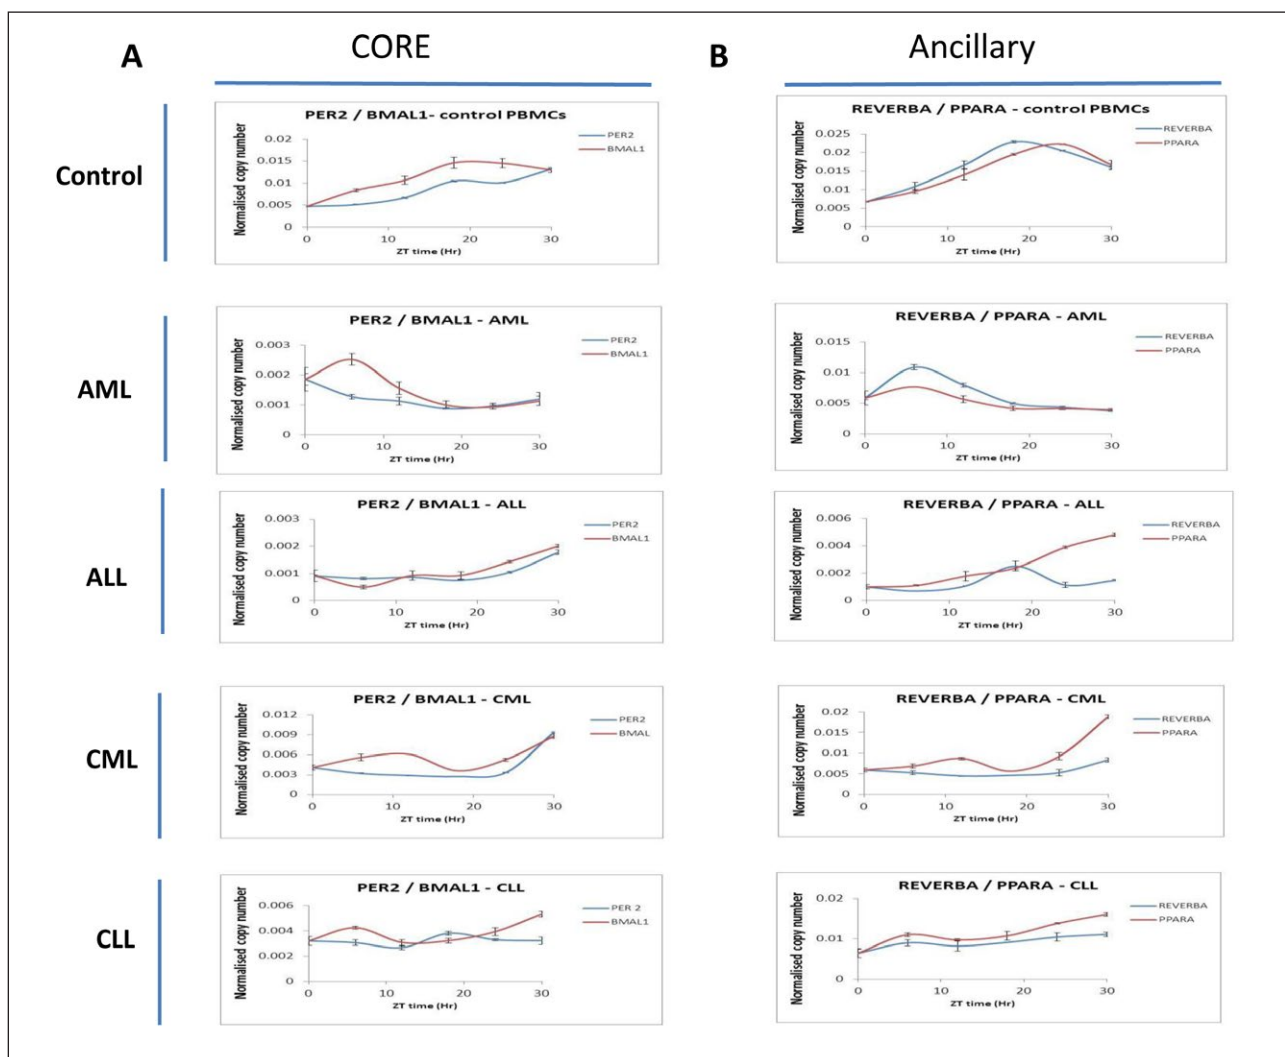 A CORE B Ancillary
Control
PER2 / BMAL1- control PBMCs
Normalised copy number
0.02
0.015
0.01
0.005
0
0 10 20 30
ZT time (Hr)
PER2
BMAL1
REVERBA / PPARA - control PBMCs
Normalised copy number
0.025
0.02
0.015
0.01
0.005
0
0 10 20 30
ZT time (Hr)
REVERBA
PPARA
AML
PER2 / BMAL1 - AML
Normalised copy number
0.003
0.002
0.001
0
0 10 20 30
ZT time (Hr)
PER2
BMAL1
REVERBA / PPARA - AML
Normalised copy number
0.015
0.01
0.005
0
0 10 20 30
ZT time (Hr)
REVERBA
PPARA
ALL
PER2 / BMAL1 - ALL
Normalised copy number
0.003
0.002
0.001
0
0 10 20 30
ZT time (Hr)
PER2
BMAL1
REVERBA / PPARA - ALL
Normalised copy number
0.006
0.004
0.002
0
0 10 20 30
ZT time (Hr)
REVERBA
PPARA
CML
PER2 / BMAL1 - CML
Normalised copy number
0.012
0.009
0.006
0.003
0
0 10 20 30
ZT time (Hr)
PER2
BMAL
REVERBA / PPARA - CML
Normalised copy number
0.02
0.015
0.01
0.005
0
0 10 20 30
ZT time (Hr)
REVERBA
PPARA
CLL
PER2 / BMAL1 - CLL
Normalised copy number
0.006
0.004
0.002
0
0 10 20 30
ZT time (Hr)
PER 2
BMAL1
REVERBA / PPARA - CLL
Normalised copy number
0.02
0.01
0
0 10 20 30
ZT time (Hr)
REVERBA
PPARA